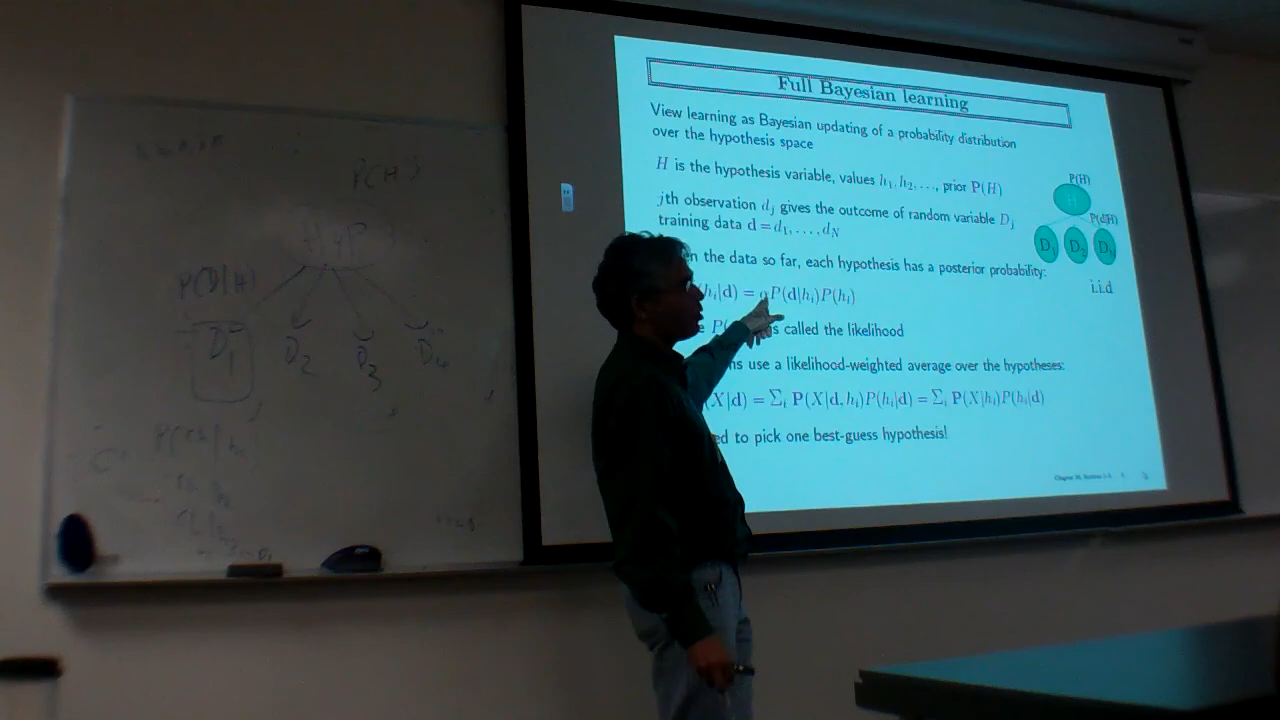 P(H)
Hyp
P(D|H)
D1 D2 D3 D4
Full Bayesian learning
View learning as Bayesian updating of a probability distribution
over the hypothesis space
H is the hypothesis variable, values h1, h2, ..., prior P(H)
jth observation dj gives the outcome of random variable Dj
training data d = d1, ..., dN
n the data so far, each hypothesis has a posterior probability:
hi|d) = αP(d|hi)P(hi)
P( s called the likelihood
ns use a likelihood-weighted average over the hypotheses:
X|d) = Σi P(X|d, hi)P(hi|d) = Σi P(X|hi)P(hi|d)
ed to pick one best-guess hypothesis!
P(H)
H
P(d|H)
D1 D2 DN
i.i.d